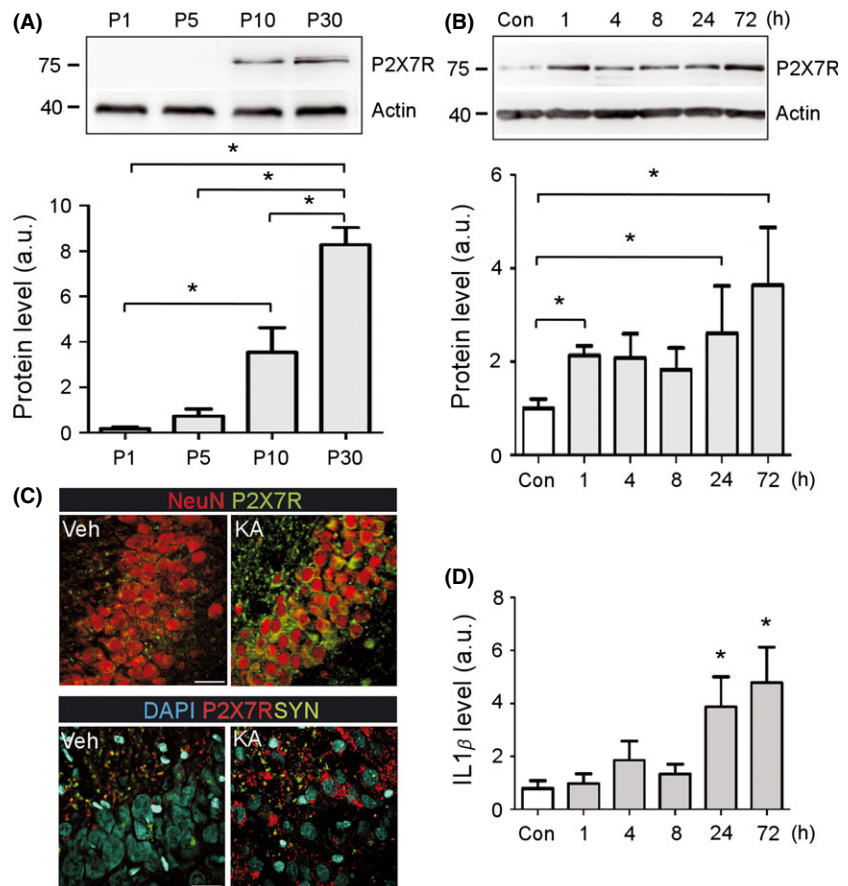 (A) P1 P5 P10 P30
75 P2X7R
40 Actin
*
*
*
*
Protein level (a.u.)
10
8
6
4
2
0
P1 P5 P10 P30
(B) Con 1 4 8 24 72 (h)
75 P2X7R
40 Actin
*
*
*
Protein level (a.u.)
6
4
2
0
Con 1 4 8 24 72 (h)
(C)
NeuN P2X7R
Veh KA
DAPI P2X7RSYN
Veh KA
(D)
* *
IL1β level (a.u.)
8
6
4
2
0
Con 1 4 8 24 72 (h)